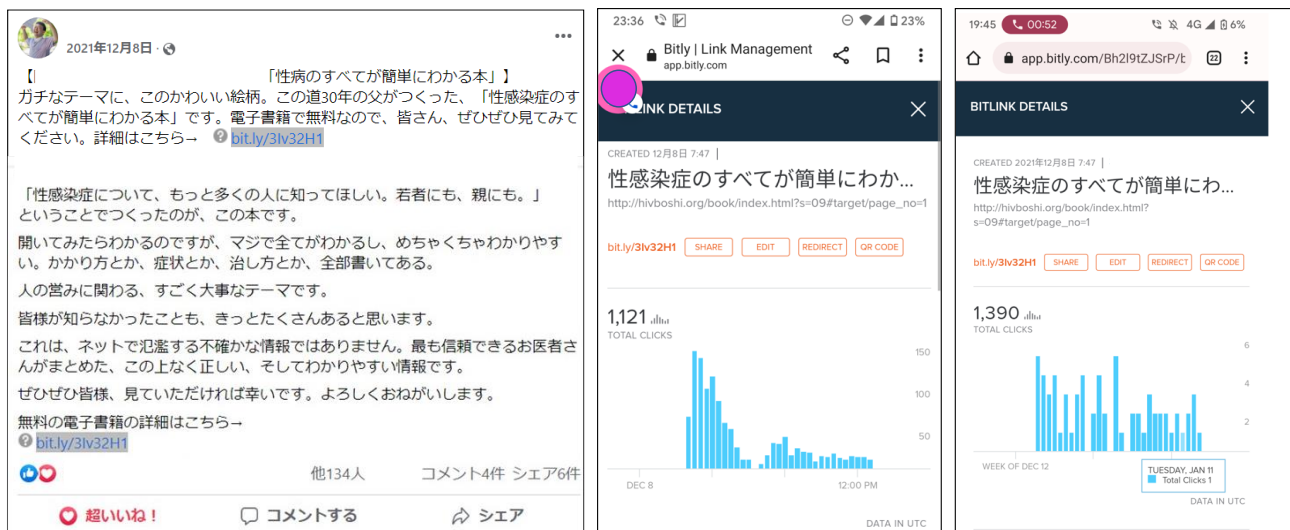 2021年12月8日
【 「性病のすべてが簡単にわかる本」】
ガチなテーマに、このかわいい絵柄。この道30年の父がつくった、「性感染症のす
べてが簡単にわかる本」です。電子書籍で無料なので、皆さん、ぜひぜひ見てみて
ください。詳細はこちら→ bit.ly/3Iv32H1
「性感染症について、もっと多くの人に知ってほしい。若者にも、親にも。」
ということでつくったのが、この本です。
開いてみたらわかるのですが、マジで全てがわかるし、めちゃくちゃわかりやす
い。かかり方とか、症状とか、治し方とか、全部書いてある。
人の営みに関わる、すごく大事なテーマです。
皆様が知らなかったことも、きっとたくさんあると思います。
これは、ネットで氾濫する不確かな情報ではありません。最も信頼できるお医者さ
んがまとめた、この上なく正しい、そしてわかりやすい情報です。
ぜひぜひ皆様、見ていただければ幸いです。よろしくおねがいします。
無料の電子書籍の詳細はこちら→
bit.ly/3Iv32H1
他134人 コメント4件 シェア6件
超いいね！ コメントする シェア
23:36 23%
Bitly | Link Management
app.bitly.com
LINK DETAILS
CREATED 12月8日 7:47 |
性感染症のすべてが簡単にわか...
http://hivboshi.org/book/index.html?s=09#target/page_no=1
bit.ly/3Iv32H1 SHARE EDIT REDIRECT QR CODE
1,121
TOTAL CLICKS
150
100
50
DEC 8 12:00 PM
DATA IN UTC
19:45 00:52 4G 6%
app.bitly.com/Bh2I9tZJSrP/b 22
BITLINK DETAILS
CREATED 2021年12月8日 7:47 |
性感染症のすべてが簡単にわ...
http://hivboshi.org/book/index.html?
s=09#target/page_no=1
bit.ly/3Iv32H1 SHARE EDIT REDIRECT QR CODE
1,390
TOTAL CLICKS
6
4
2
WEEK OF DEC 12
TUESDAY, JAN 11
Total Clicks 1
DATA IN UTC